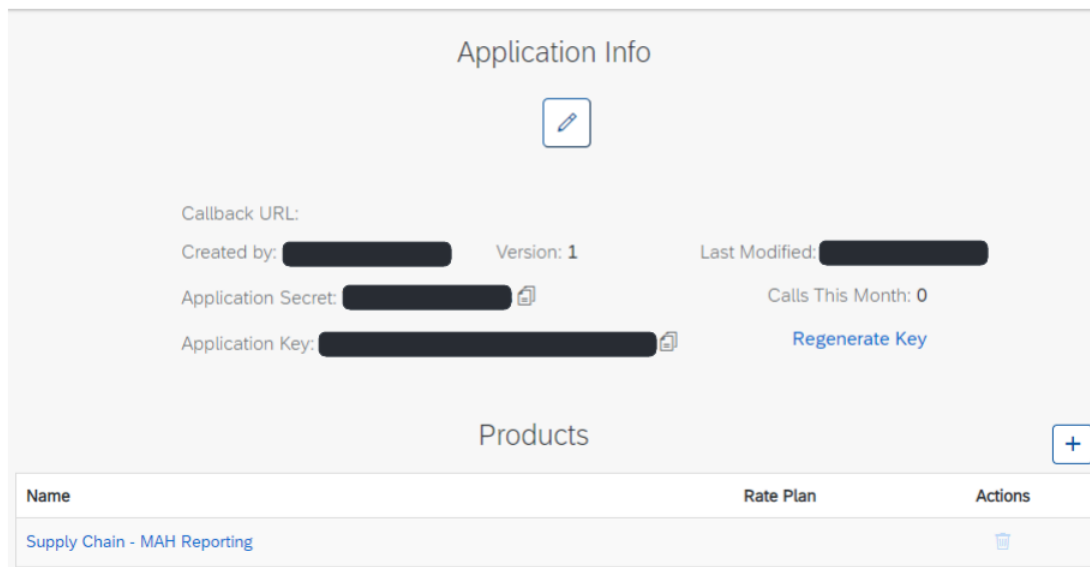 Application Info
Callback URL:
Created by: Version: 1 Last Modified:
Application Secret: Calls This Month: 0
Application Key: Regenerate Key
Products
Name Rate Plan Actions
Supply Chain - MAH Reporting